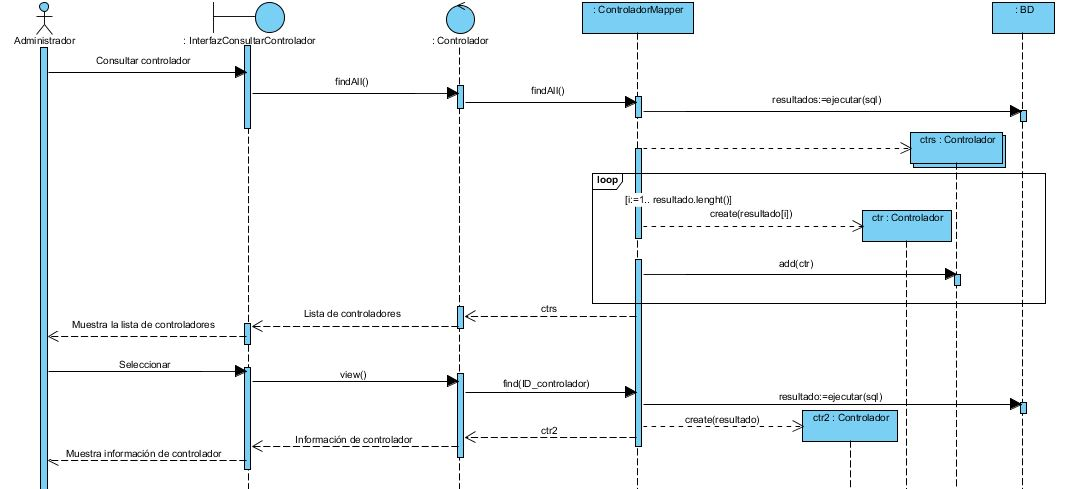 : ControladorMapper
: BD
Administrador
: InterfazConsultarControlador
: Controlador
Consultar controlador
findAll()
findAll()
resultados:=ejecutar(sql)
ctrs : Controlador
loop
[i:=1.. resultado.lenght()]
create(resultado[i])
ctr : Controlador
add(ctr)
ctrs
Lista de controladores
Muestra la lista de controladores
Seleccionar
view()
find(ID_controlador)
resultado:=ejecutar(sql)
create(resultado)
ctr2 : Controlador
ctr2
Información de controlador
Muestra información de controlador